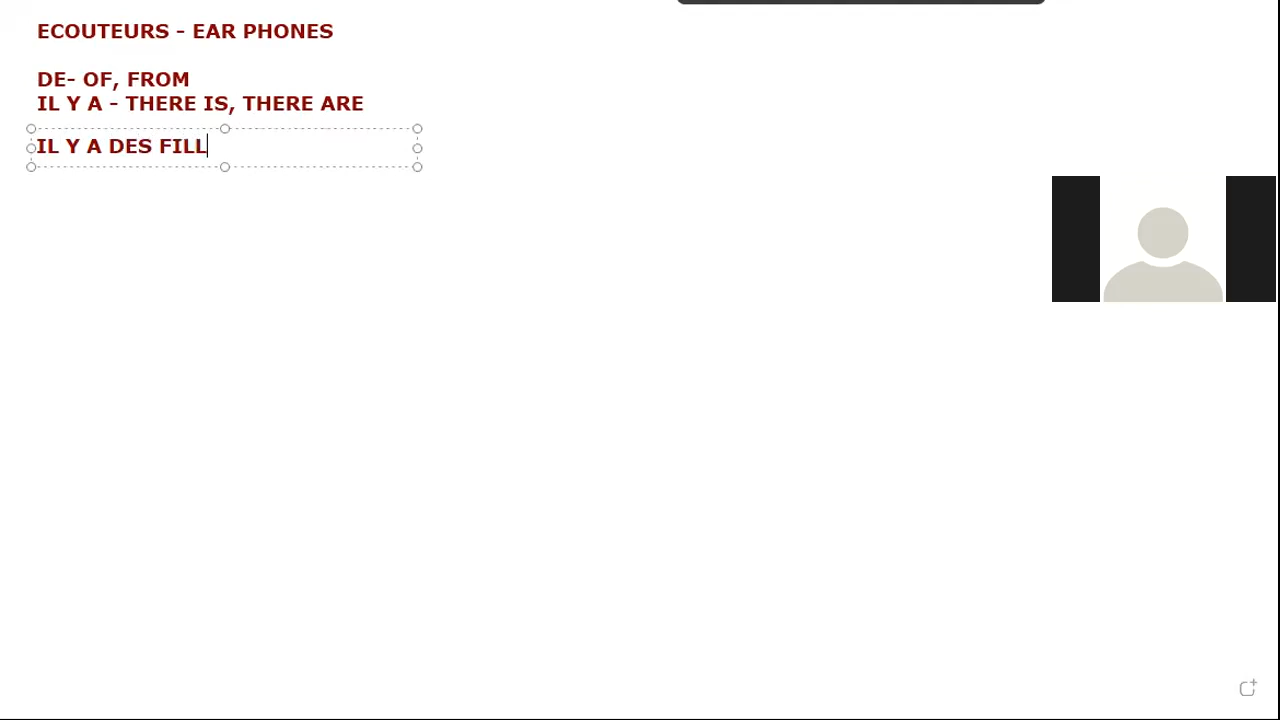 ECOUTEURS - EAR PHONES
DE- OF, FROM
IL Y A - THERE IS, THERE ARE
IL Y A DES FILL